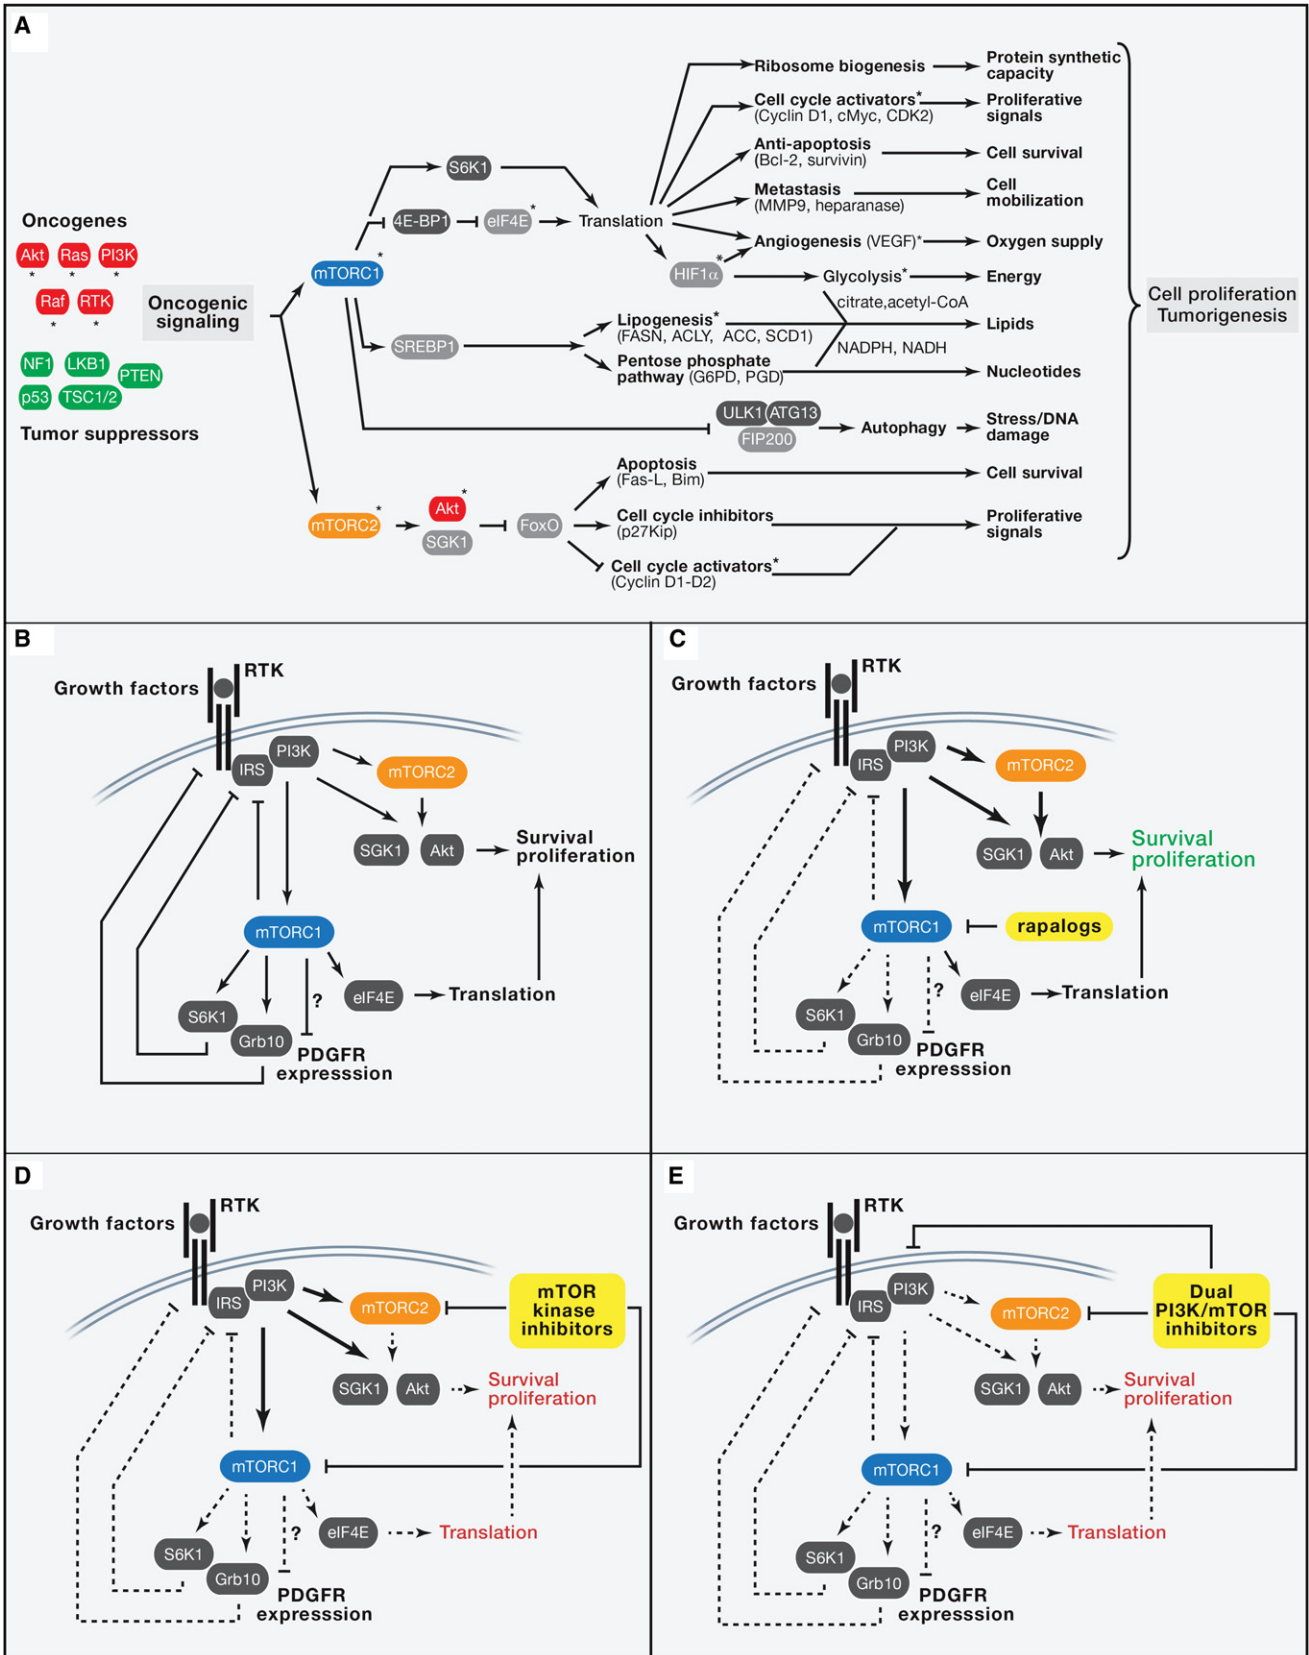 A
Oncogenes
Akt Ras PI3K
* * *
Raf RTK
* *
NF1 LKB1
PTEN
p53 TSC1/2
Tumor suppressors
Oncogenic
signaling
mTORC1*
S6K1
4E-BP1 eIF4E* Translation
Ribosome biogenesis
Protein synthetic
capacity
Cell cycle activators*
(Cyclin D1, cMyc, CDK2)
Proliferative
signals
Anti-apoptosis
(Bcl-2, survivin)
Cell survival
Metastasis
(MMP9, heparanase)
Cell
mobilization
Angiogenesis (VEGF)*
Oxygen supply
HIF1α*
Glycolysis*
Energy
citrate,acetyl-CoA
SREBP1
Lipogenesis*
(FASN, ACLY, ACC, SCD1)
Lipids
NADPH, NADH
Pentose phosphate
pathway (G6PD, PGD)
Nucleotides
ULK1 ATG13
FIP200
Autophagy
Stress/DNA
damage
mTORC2*
Akt*
SGK1
FoxO
Apoptosis
(Fas-L, Bim)
Cell survival
Cell cycle inhibitors
(p27Kip)
Proliferative
signals
Cell cycle activators*
(Cyclin D1-D2)
Cell proliferation
Tumorigenesis
B
RTK
Growth factors
PI3K
IRS
mTORC2
SGK1 Akt
Survival
proliferation
mTORC1
?
eIF4E Translation
S6K1
Grb10
PDGFR
expresssion
C
RTK
Growth factors
PI3K
IRS
mTORC2
SGK1 Akt
Survival
proliferation
mTORC1
rapalogs
?
eIF4E Translation
S6K1
Grb10
PDGFR
expresssion
D
RTK
Growth factors
PI3K
IRS
mTORC2
mTOR
kinase
inhibitors
SGK1 Akt
Survival
proliferation
mTORC1
?
eIF4E Translation
S6K1
Grb10
PDGFR
expresssion
E
RTK
Growth factors
PI3K
IRS
mTORC2
Dual
PI3K/mTOR
inhibitors
SGK1 Akt
Survival
proliferation
mTORC1
?
eIF4E Translation
S6K1
Grb10
PDGFR
expresssion